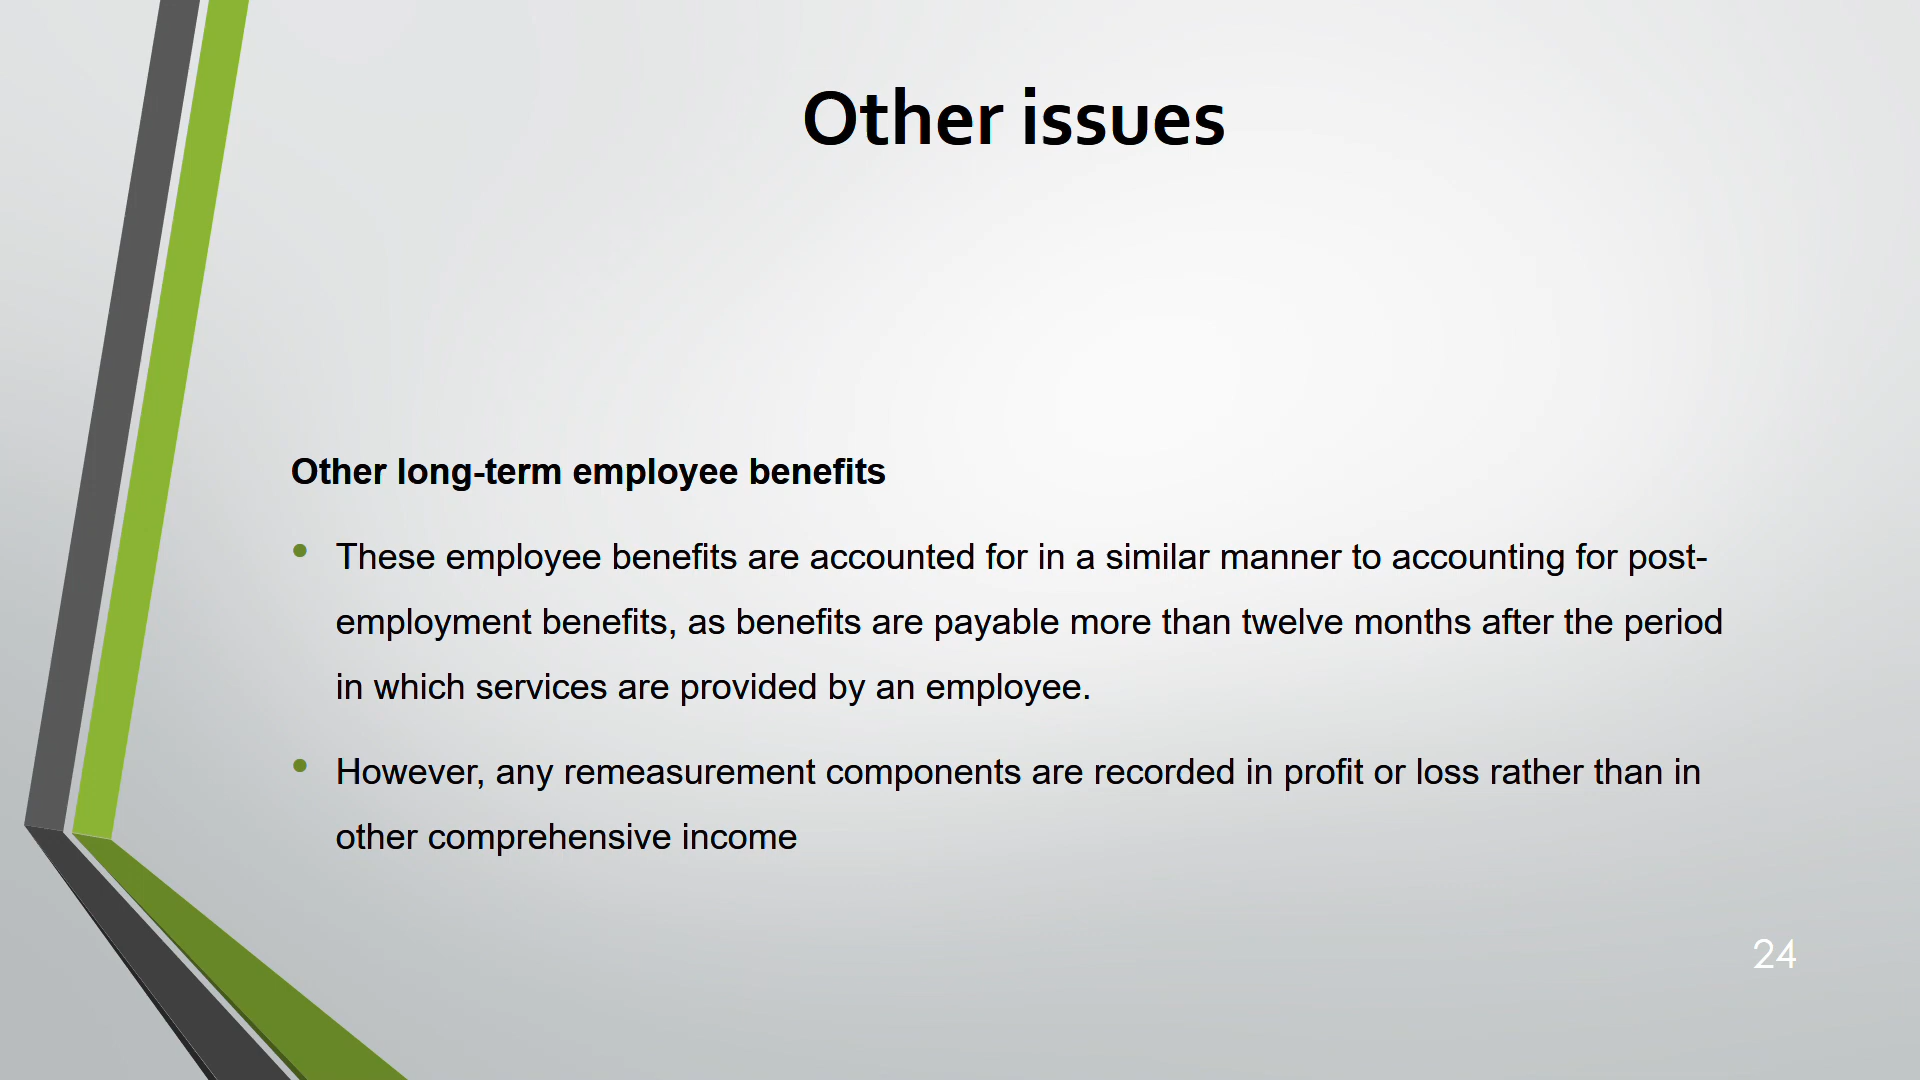 Other issues
Other long-term employee benefits
• These employee benefits are accounted for in a similar manner to accounting for post-
employment benefits, as benefits are payable more than twelve months after the period
in which services are provided by an employee.
• However, any remeasurement components are recorded in profit or loss rather than in
other comprehensive income
24